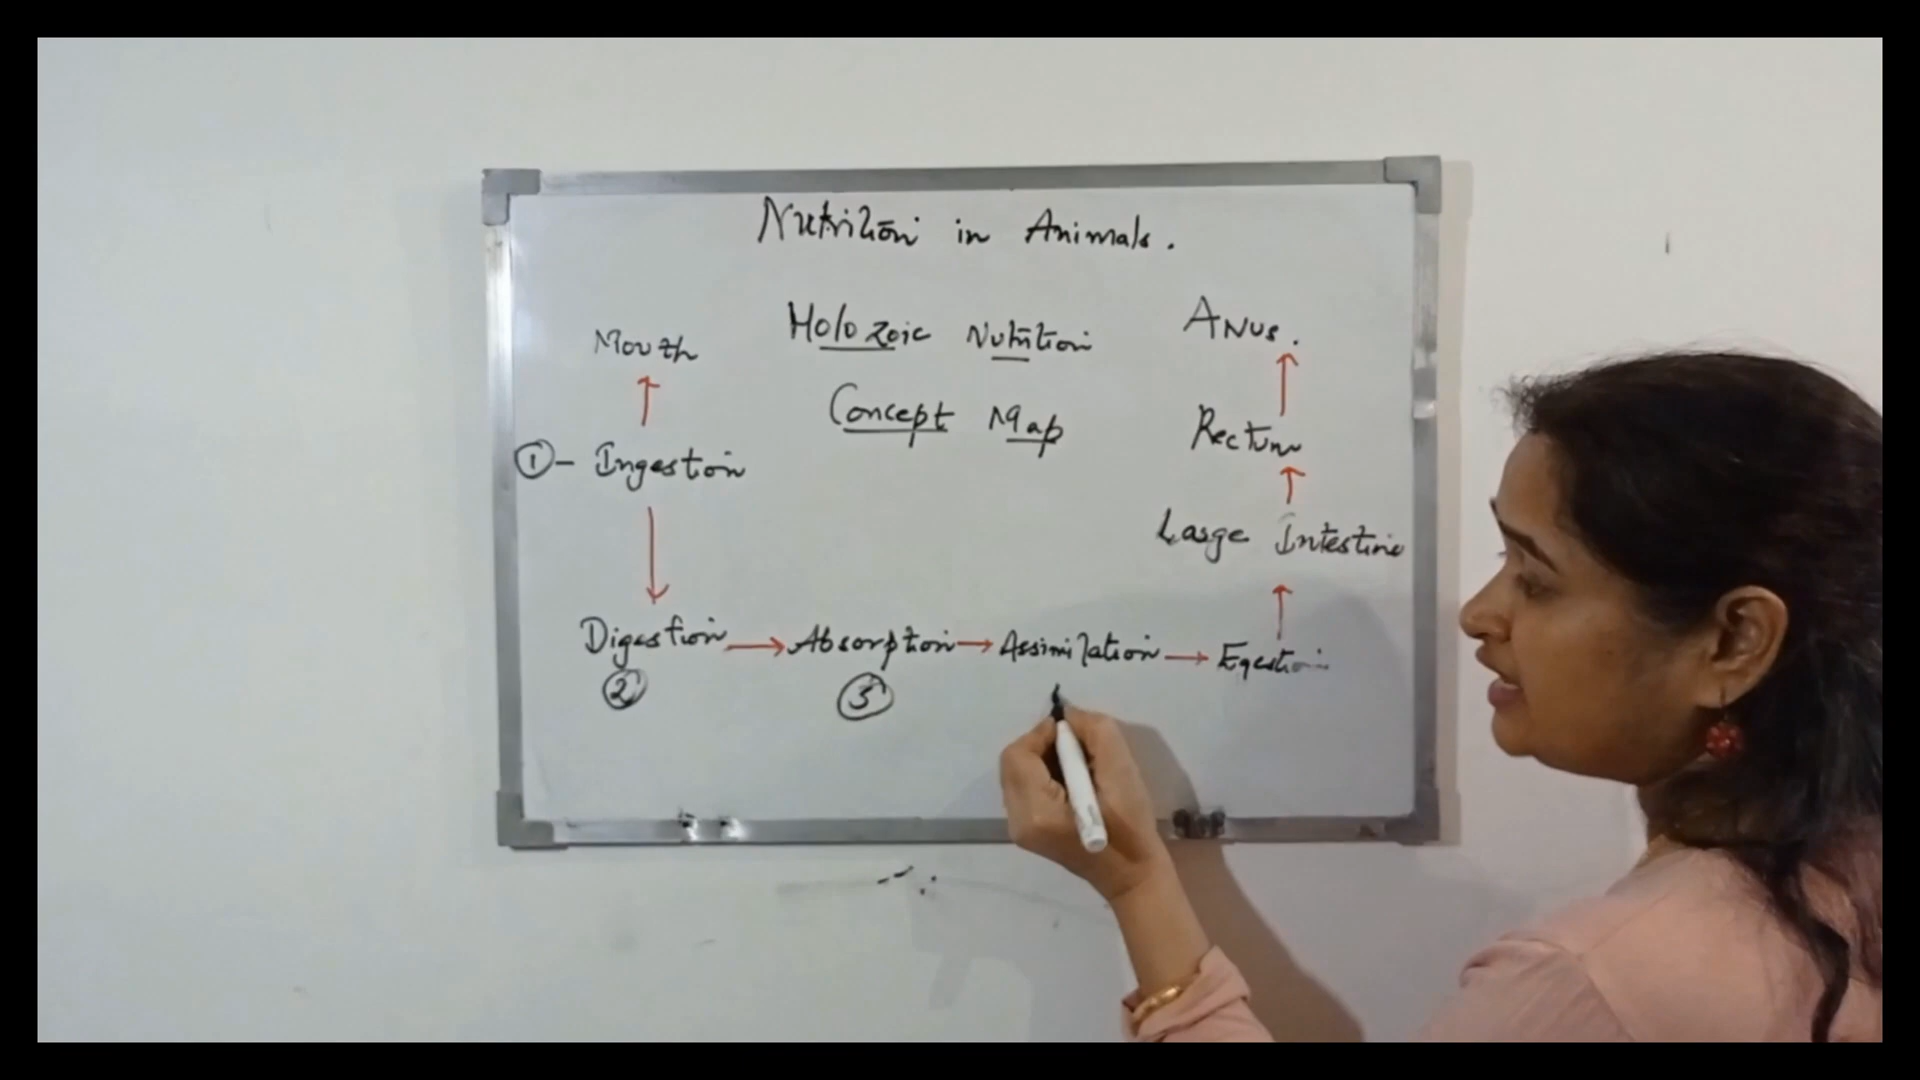 Nutrition in Animals.
Holozoic Nutrition
Concept Map
Mouth
① - Ingestion
Digestion → Absorption → Assimilation → Egestion
② ③
Large Intestine
Rectum
Anus.